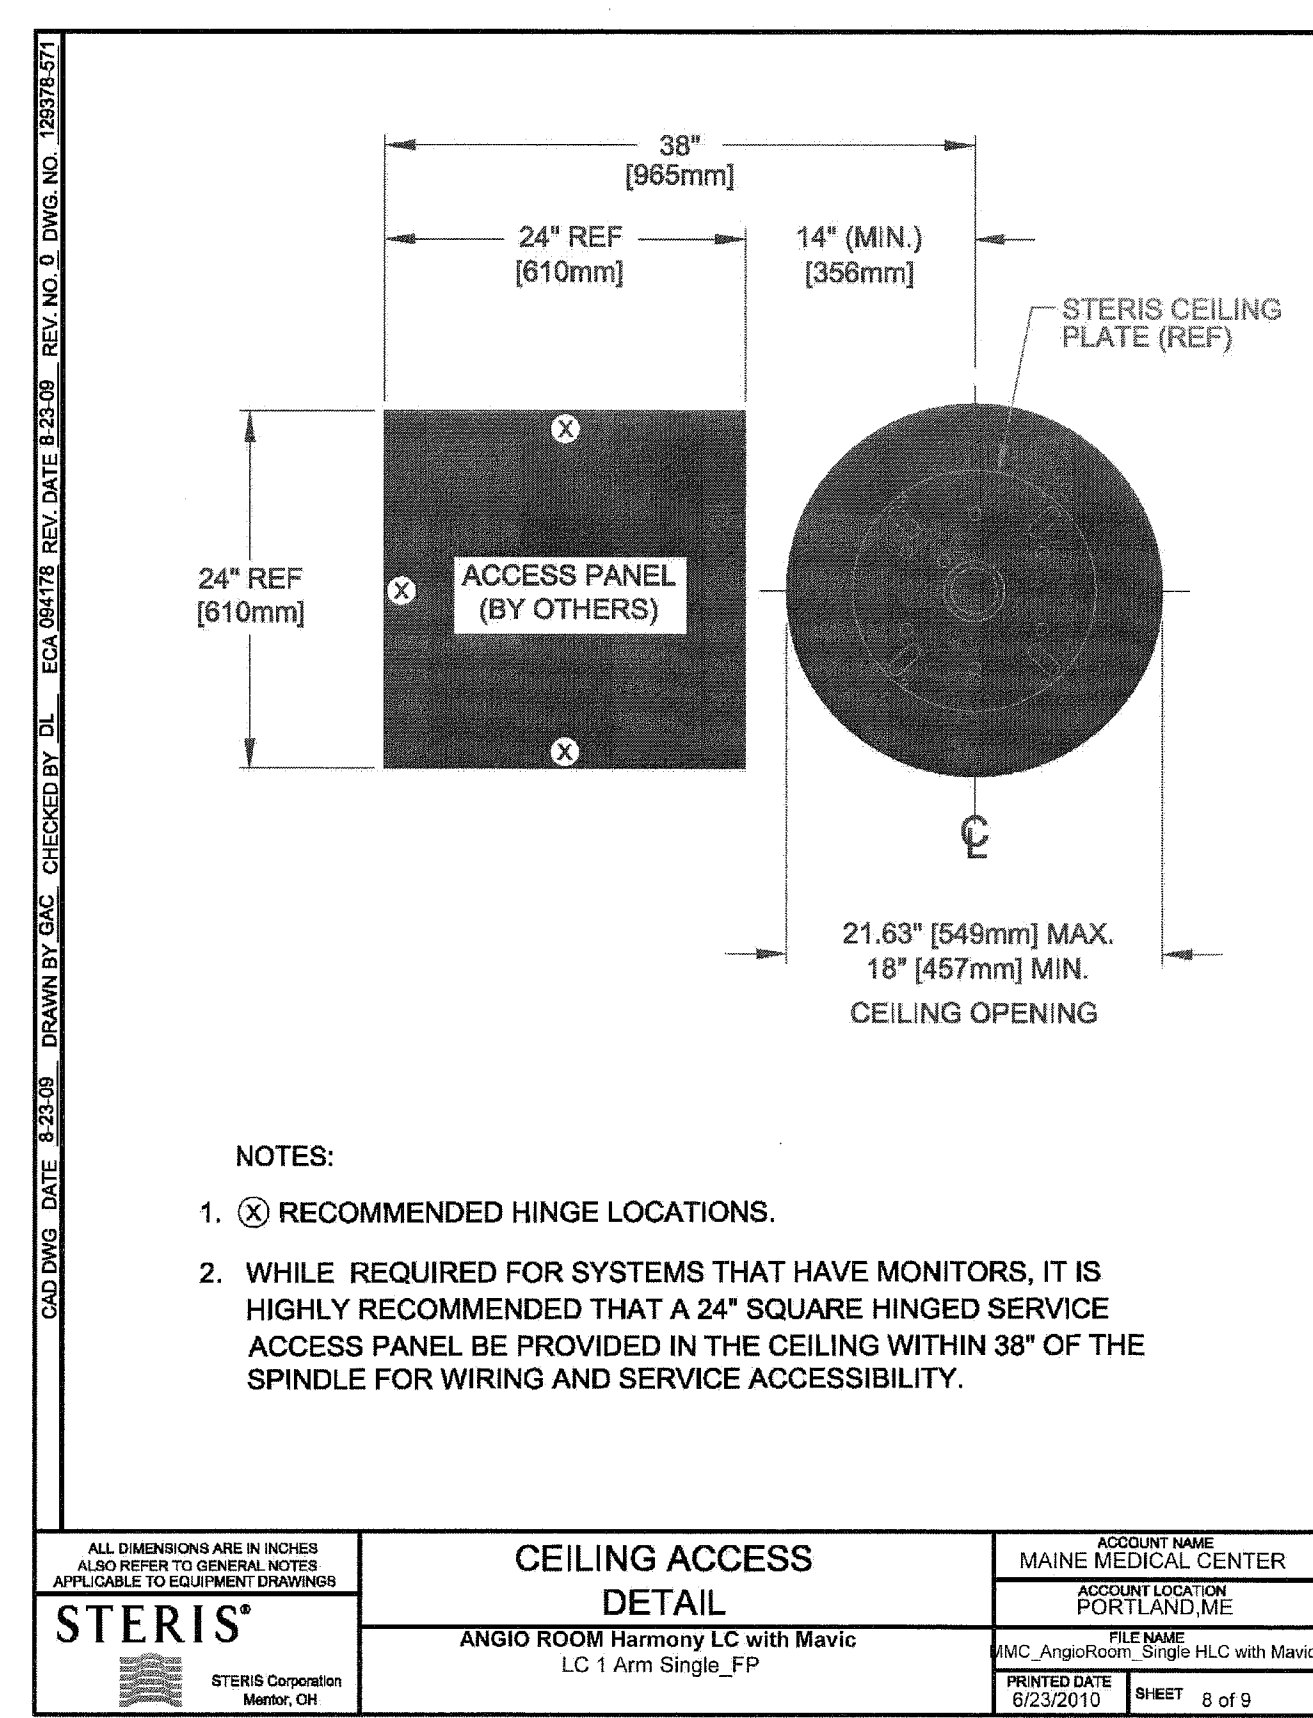 CAD DWG DATE 8-23-09 DRAWN BY GAC CHECKED BY DL ECA 094178 REV. DATE 8-23-09 REV. NO. 0 DWG. NO. 129378-571
38"
[965mm]
24" REF
[610mm]
14" (MIN.)
[356mm]
STERIS CEILING
PLATE (REF)
X
24" REF
[610mm]
X
ACCESS PANEL
(BY OTHERS)
X
CL
21.63" [549mm] MAX.
18" [457mm] MIN.
CEILING OPENING
NOTES:
1. X RECOMMENDED HINGE LOCATIONS.
2. WHILE REQUIRED FOR SYSTEMS THAT HAVE MONITORS, IT IS
HIGHLY RECOMMENDED THAT A 24" SQUARE HINGED SERVICE
ACCESS PANEL BE PROVIDED IN THE CEILING WITHIN 38" OF THE
SPINDLE FOR WIRING AND SERVICE ACCESSIBILITY.
ALL DIMENSIONS ARE IN INCHES
ALSO REFER TO GENERAL NOTES
APPLICABLE TO EQUIPMENT DRAWINGS
STERIS®
STERIS Corporation
Mentor, OH
CEILING ACCESS
DETAIL
ANGIO ROOM Harmony LC with Mavic
LC 1 Arm Single_FP
ACCOUNT NAME
MAINE MEDICAL CENTER
ACCOUNT LOCATION
PORTLAND,ME
FILE NAME
MMC_AngioRoom_Single HLC with Mavic
PRINTED DATE
6/23/2010
SHEET 8 of 9